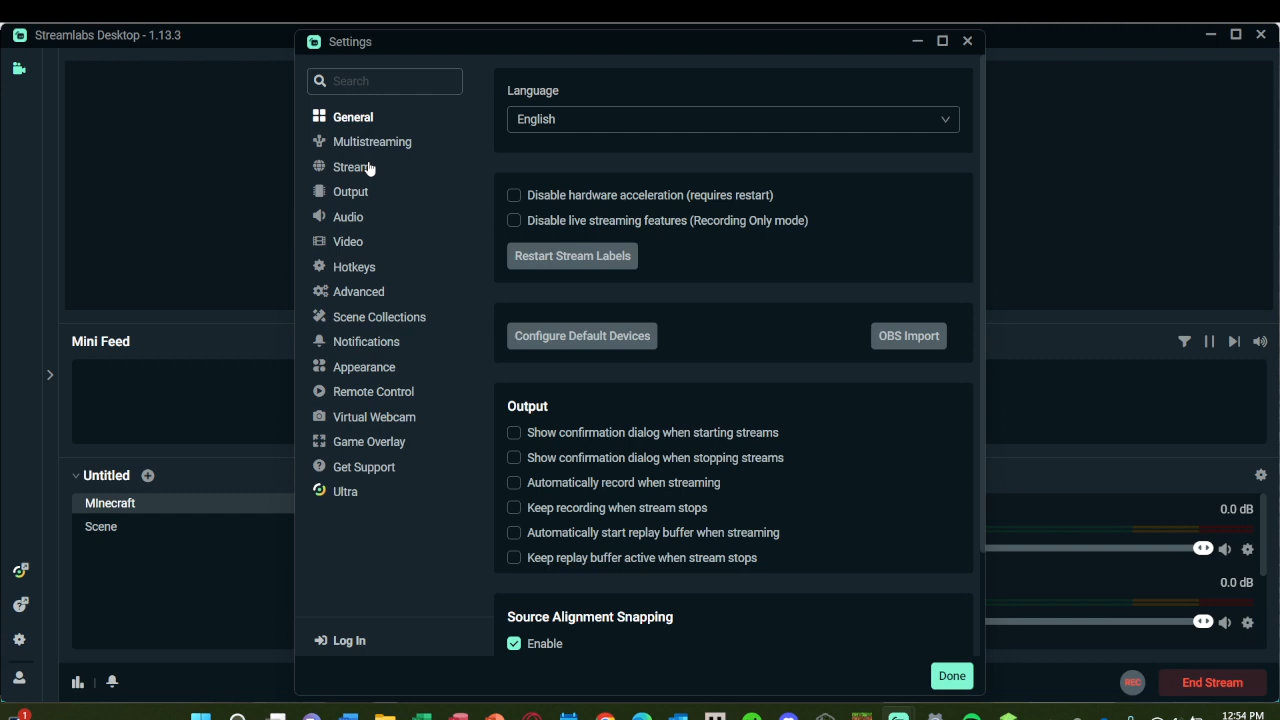 Streamlabs Desktop - 1.13.3
Settings
Search
General
Multistreaming
Stream
Output
Audio
Video
Hotkeys
Advanced
Scene Collections
Notifications
Appearance
Remote Control
Virtual Webcam
Game Overlay
Get Support
Ultra
Log In
Language
English
Disable hardware acceleration (requires restart)
Disable live streaming features (Recording Only mode)
Restart Stream Labels
Configure Default Devices
OBS Import
Output
Show confirmation dialog when starting streams
Show confirmation dialog when stopping streams
Automatically record when streaming
Keep recording when stream stops
Automatically start replay buffer when streaming
Keep replay buffer active when stream stops
Source Alignment Snapping
Enable
Done
Mini Feed
Untitled
MInecraft
Scene
0.0 dB
0.0 dB
REC
End Stream
1
12:54 PM